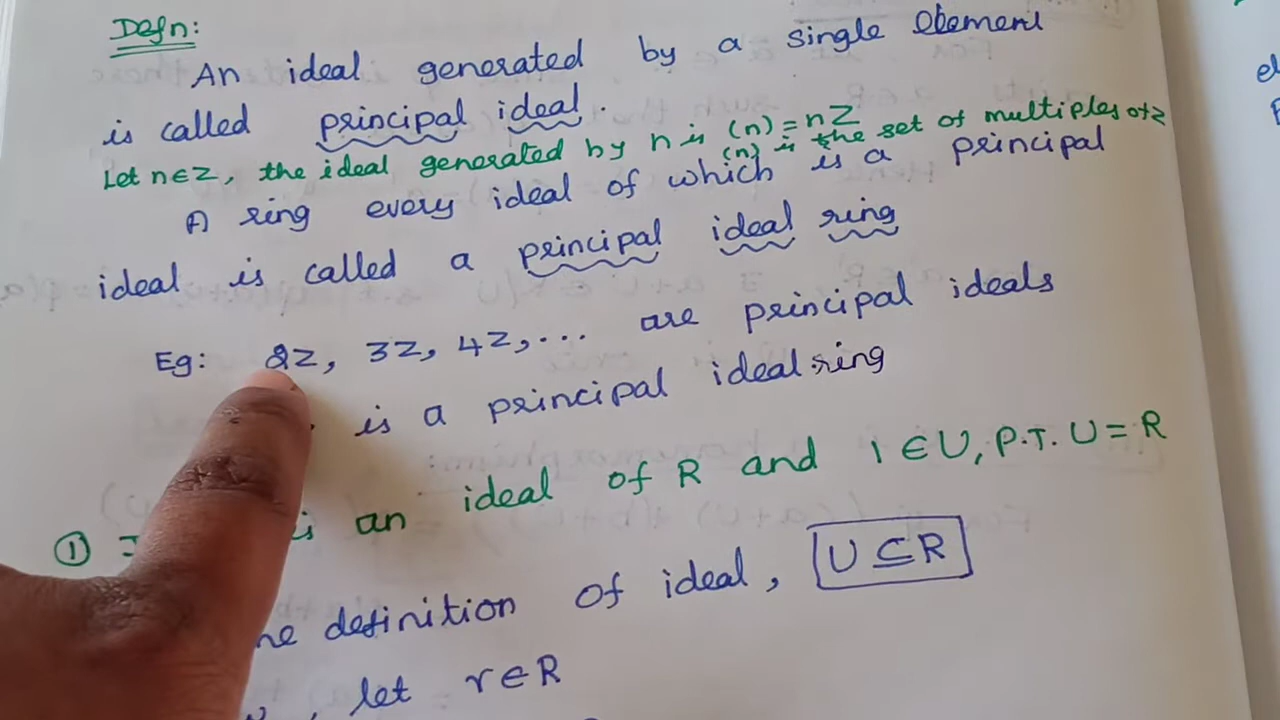 Defn:
An ideal generated by a single element
is called principal ideal.
Let n∈Z, the ideal generated by n is (n)=nZ
(n) is the set of multiples of z
A ring every ideal of which is a principal
ideal is called a principal ideal ring
Eg: 2Z, 3Z, 4Z,... are principal ideals
is a principal ideal ring
① is an ideal of R and 1∈U, P.T. U=R
definition of ideal, U⊆R
let r∈R